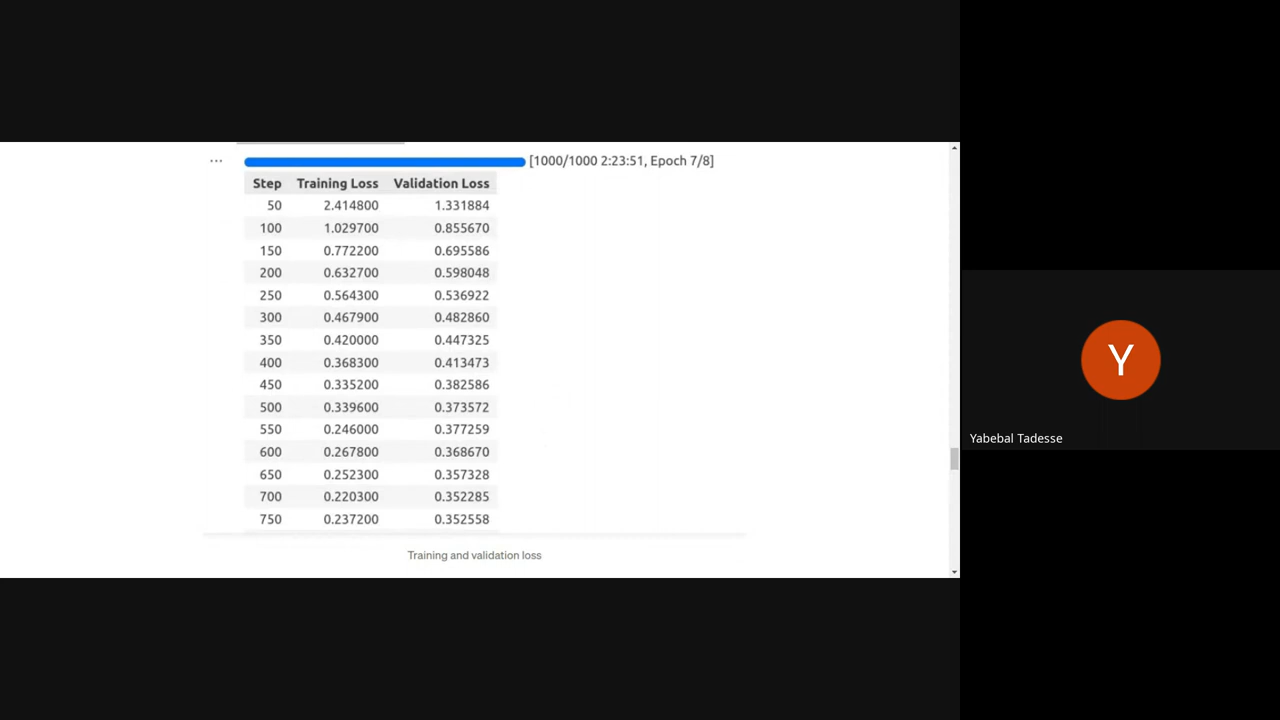 ... [1000/1000 2:23:51, Epoch 7/8]
Step Training Loss Validation Loss
50 2.414800 1.331884
100 1.029700 0.855670
150 0.772200 0.695586
200 0.632700 0.598048
250 0.564300 0.536922
300 0.467900 0.482860
350 0.420000 0.447325
400 0.368300 0.413473
450 0.335200 0.382586
500 0.339600 0.373572
550 0.246000 0.377259
600 0.267800 0.368670
650 0.252300 0.357328
700 0.220300 0.352285
750 0.237200 0.352558
Training and validation loss
Y
Yabebal Tadesse